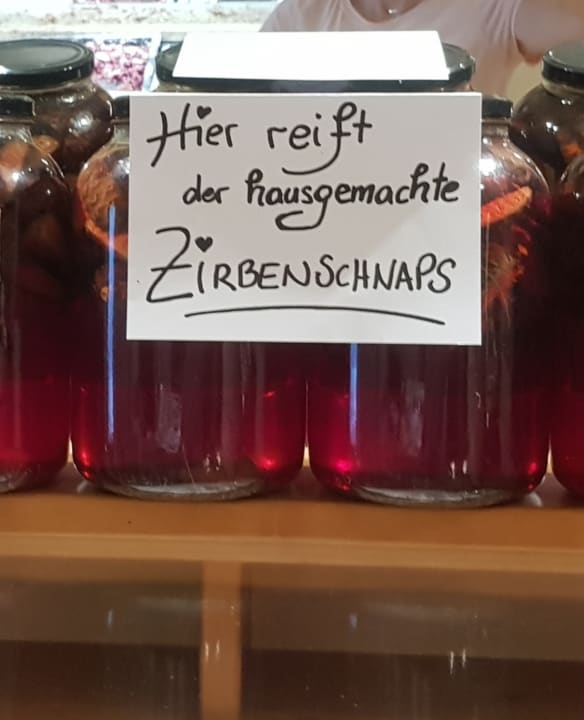 Hier reift
der hausgemachte
ZiRBENSCHNAPS